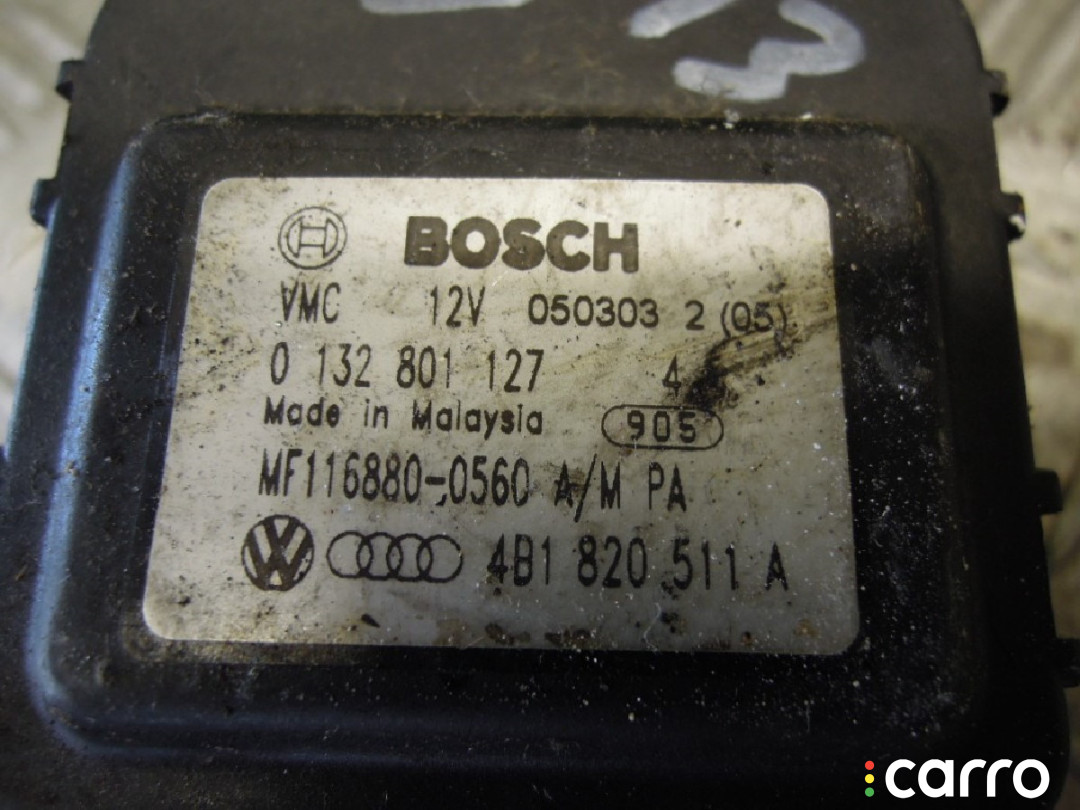 BOSCH
VMC 12V 050303 2 (05)
0 132 801 127 4
Made in Malaysia 905
MF116880-0560 A/M PA
4B1 820 511 A
carro